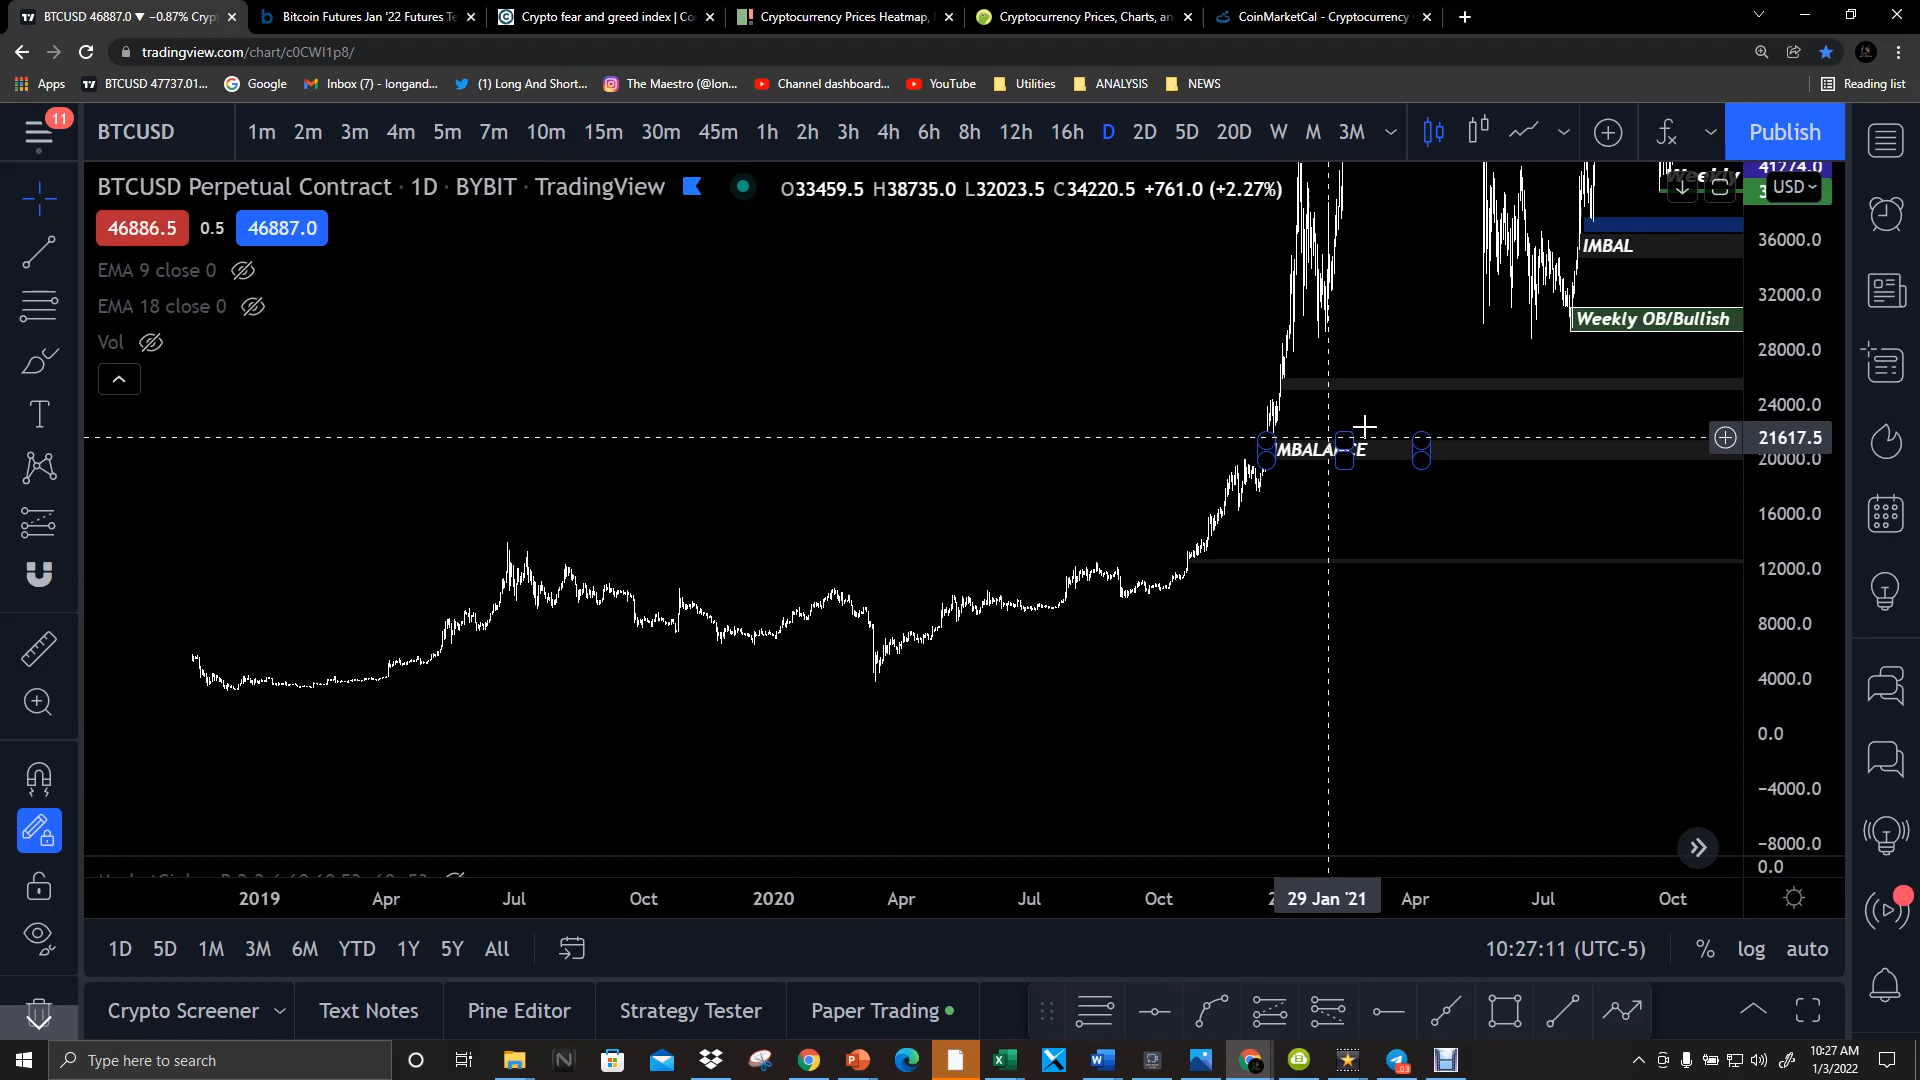 BTCUSD 46887.0 ▼ −0.87% Cryp
Bitcoin Futures Jan '22 Futures Te
Crypto fear and greed index | Coi
Cryptocurrency Prices Heatmap,
Cryptocurrency Prices, Charts, an
CoinMarketCal - Cryptocurrency
tradingview.com/chart/c0CWI1p8/
Apps
BTCUSD 47737.01...
Google
Inbox (7) - longand...
(1) Long And Short...
The Maestro (@lon...
Channel dashboard...
YouTube
Utilities
ANALYSIS
NEWS
Reading list
11
BTCUSD
1m 2m 3m 4m 5m 7m 10m 15m 30m 45m 1h 2h 3h 4h 6h 8h 12h 16h D 2D 5D 20D W M 3M
Publish
BTCUSD Perpetual Contract · 1D · BYBIT · TradingView
O33459.5 H38735.0 L32023.5 C34220.5 +761.0 (+2.27%)
Weekly
41274.0
USD
46886.5 0.5 46887.0
EMA 9 close 0
EMA 18 close 0
Vol
36000.0
IMBAL
32000.0
Weekly OB/Bullish
28000.0
24000.0
21617.5
IMBALANCE
20000.0
16000.0
12000.0
8000.0
4000.0
0.0
−4000.0
−8000.0
0.0
2019 Apr Jul Oct 2020 Apr Jul Oct 29 Jan '21 Apr Jul Oct
1D 5D 1M 3M 6M YTD 1Y 5Y All
10:27:11 (UTC-5) % log auto
Crypto Screener Text Notes Pine Editor Strategy Tester Paper Trading
Type here to search
03
10:27 AM
1/3/2022